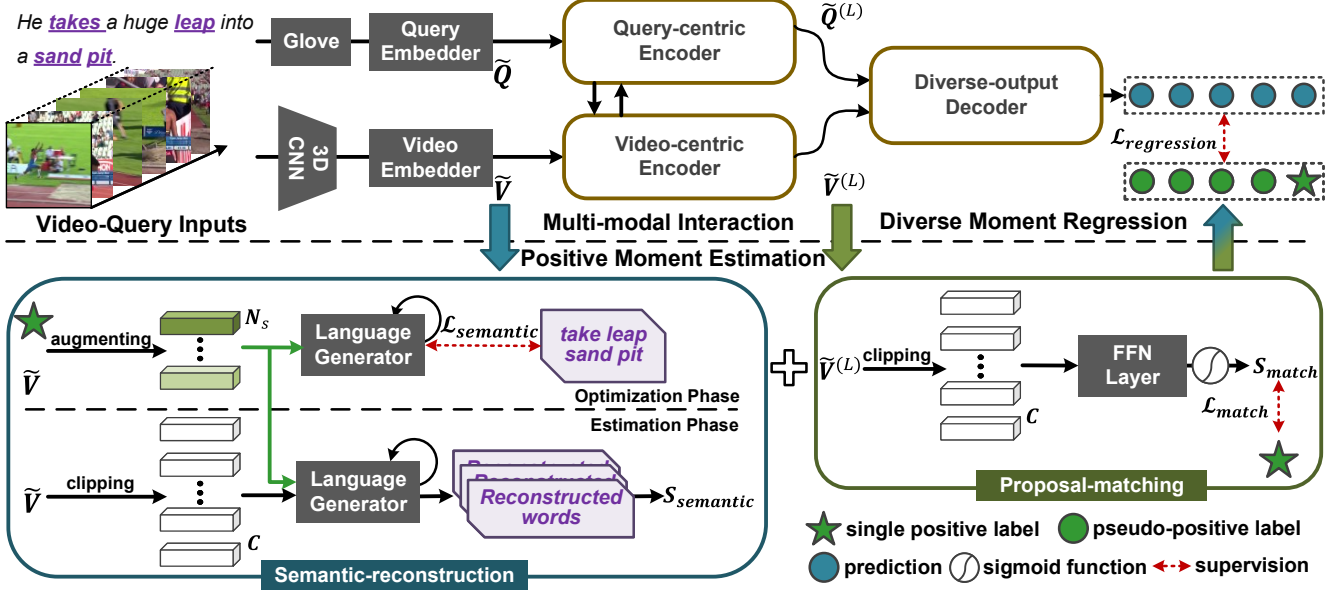 He takes a huge leap into
a sand pit.
Glove
Query
Embedder
Q̃
Query-centric
Encoder
Q̃(L)
3D
CNN
Video
Embedder
Ṽ
Video-centric
Encoder
Ṽ(L)
Diverse-output
Decoder
ℒregression
Video-Query Inputs
Multi-modal Interaction
Diverse Moment Regression
Positive Moment Estimation
augmenting
Ṽ
Ns
Language
Generator
ℒsemantic
take leap
sand pit
Optimization Phase
Estimation Phase
Ṽ
clipping
C
Language
Generator
Reconstructed
Reconstructed
Reconstructed
words
Ssemantic
Semantic-reconstruction
Ṽ(L)
clipping
C
FFN
Layer
Smatch
ℒmatch
Proposal-matching
single positive label
pseudo-positive label
prediction
sigmoid function
supervision